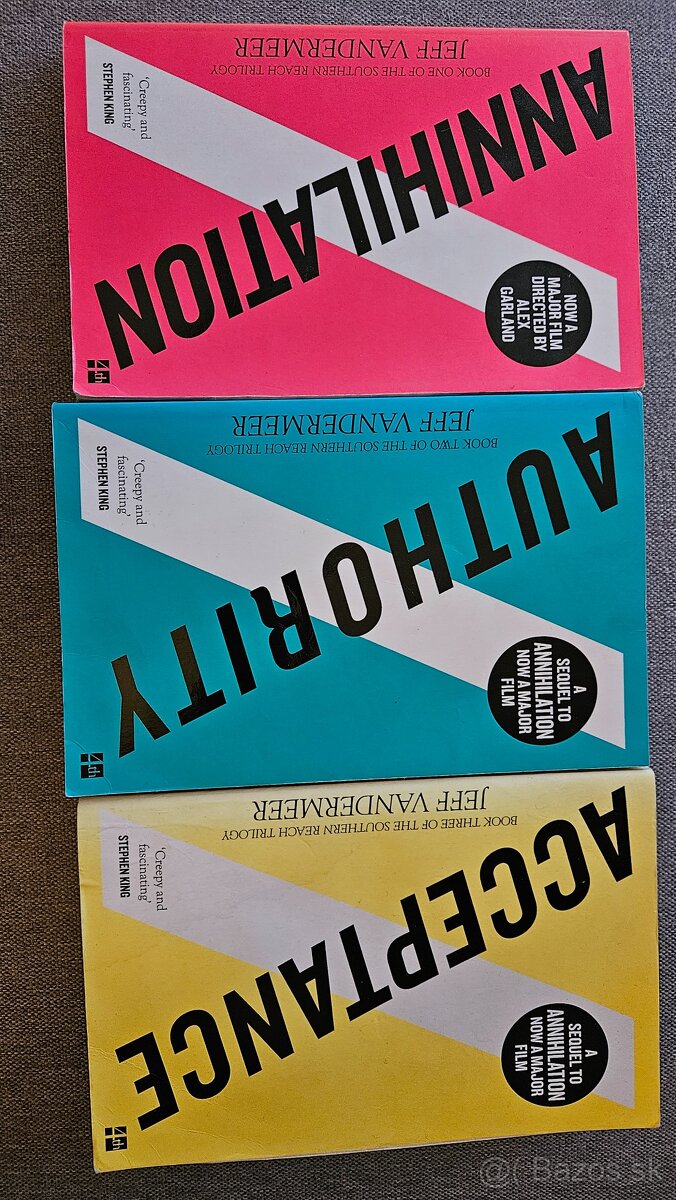 JEFF VANDERMEER
BOOK ONE OF THE SOUTHERN REACH TRILOGY
ANNIHILATION
'Creepy and
fascinating'
STEPHEN KING
NOW A
MAJOR FILM
DIRECTED BY
ALEX
GARLAND
4th
JEFF VANDERMEER
BOOK TWO OF THE SOUTHERN REACH TRILOGY
AUTHORITY
'Creepy and
fascinating'
STEPHEN KING
A
SEQUEL TO
ANNIHILATION
NOW A MAJOR
FILM
4th
JEFF VANDERMEER
BOOK THREE OF THE SOUTHERN REACH TRILOGY
ACCEPTANCE
'Creepy and
fascinating'
STEPHEN KING
A
SEQUEL TO
ANNIHILATION
NOW A MAJOR
FILM
4th
Bazos.sk